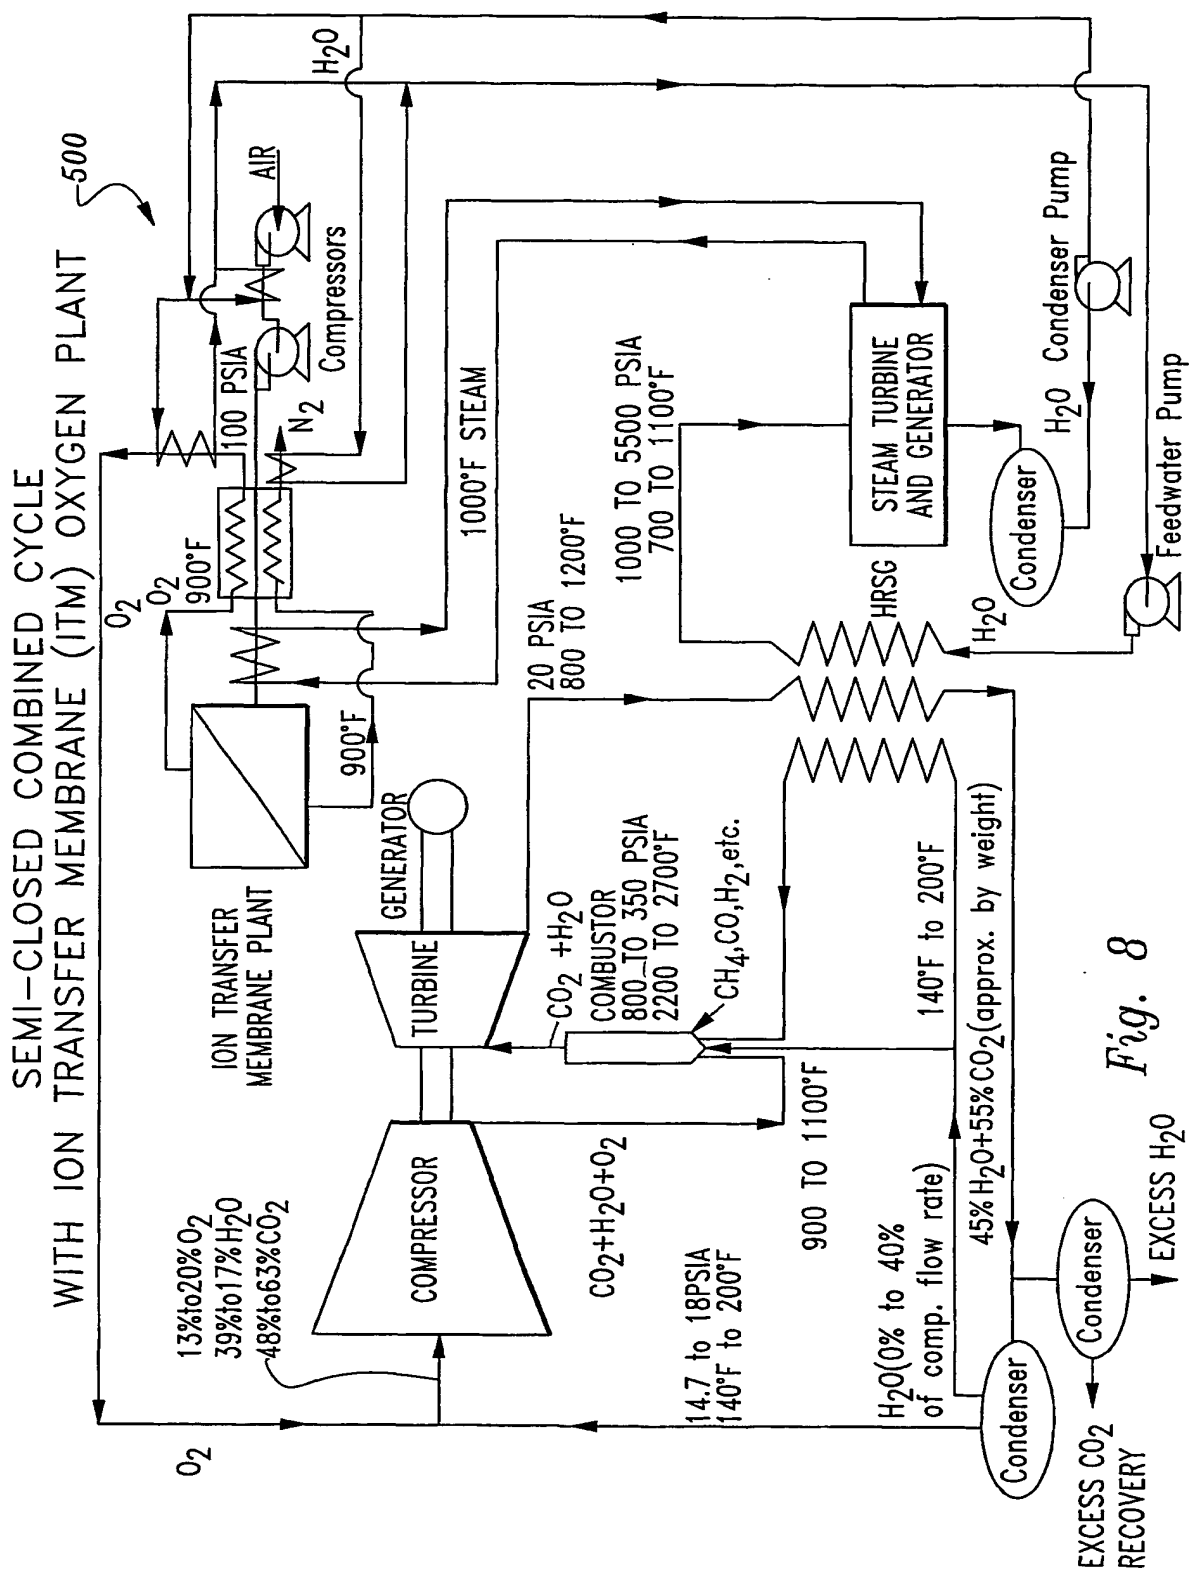 SEMI-CLOSED COMBINED CYCLE
WITH ION TRANSFER MEMBRANE (ITM) OXYGEN PLANT
500
O2
O2
900°F
100 PSIA
AIR
H2O
N2
Compressors
ION TRANSFER
MEMBRANE PLANT
900°F
1000°F STEAM
13%to20%O2
39%to17%H2O
48%to63%CO2
O2
COMPRESSOR
TURBINE
GENERATOR
20 PSIA
800 TO 1200°F
CO2+H2O+O2
CO2 +H2O
COMBUSTOR
800 TO 350 PSIA
2200 TO 2700°F
CH4,CO,H2,etc.
1000 TO 5500 PSIA
700 TO 1100°F
14.7 to 18PSIA
140°F to 200°F
900 TO 1100°F
HRSG
STEAM TURBINE
AND GENERATOR
H2O(0% to 40%
of comp. flow rate)
140°F to 200°F
45%H2O+55%CO2(approx. by weight)
H2O
Condenser
H2O
Condenser Pump
Condenser
Condenser
Feedwater Pump
EXCESS CO2
RECOVERY
EXCESS H2O
Fig. 8